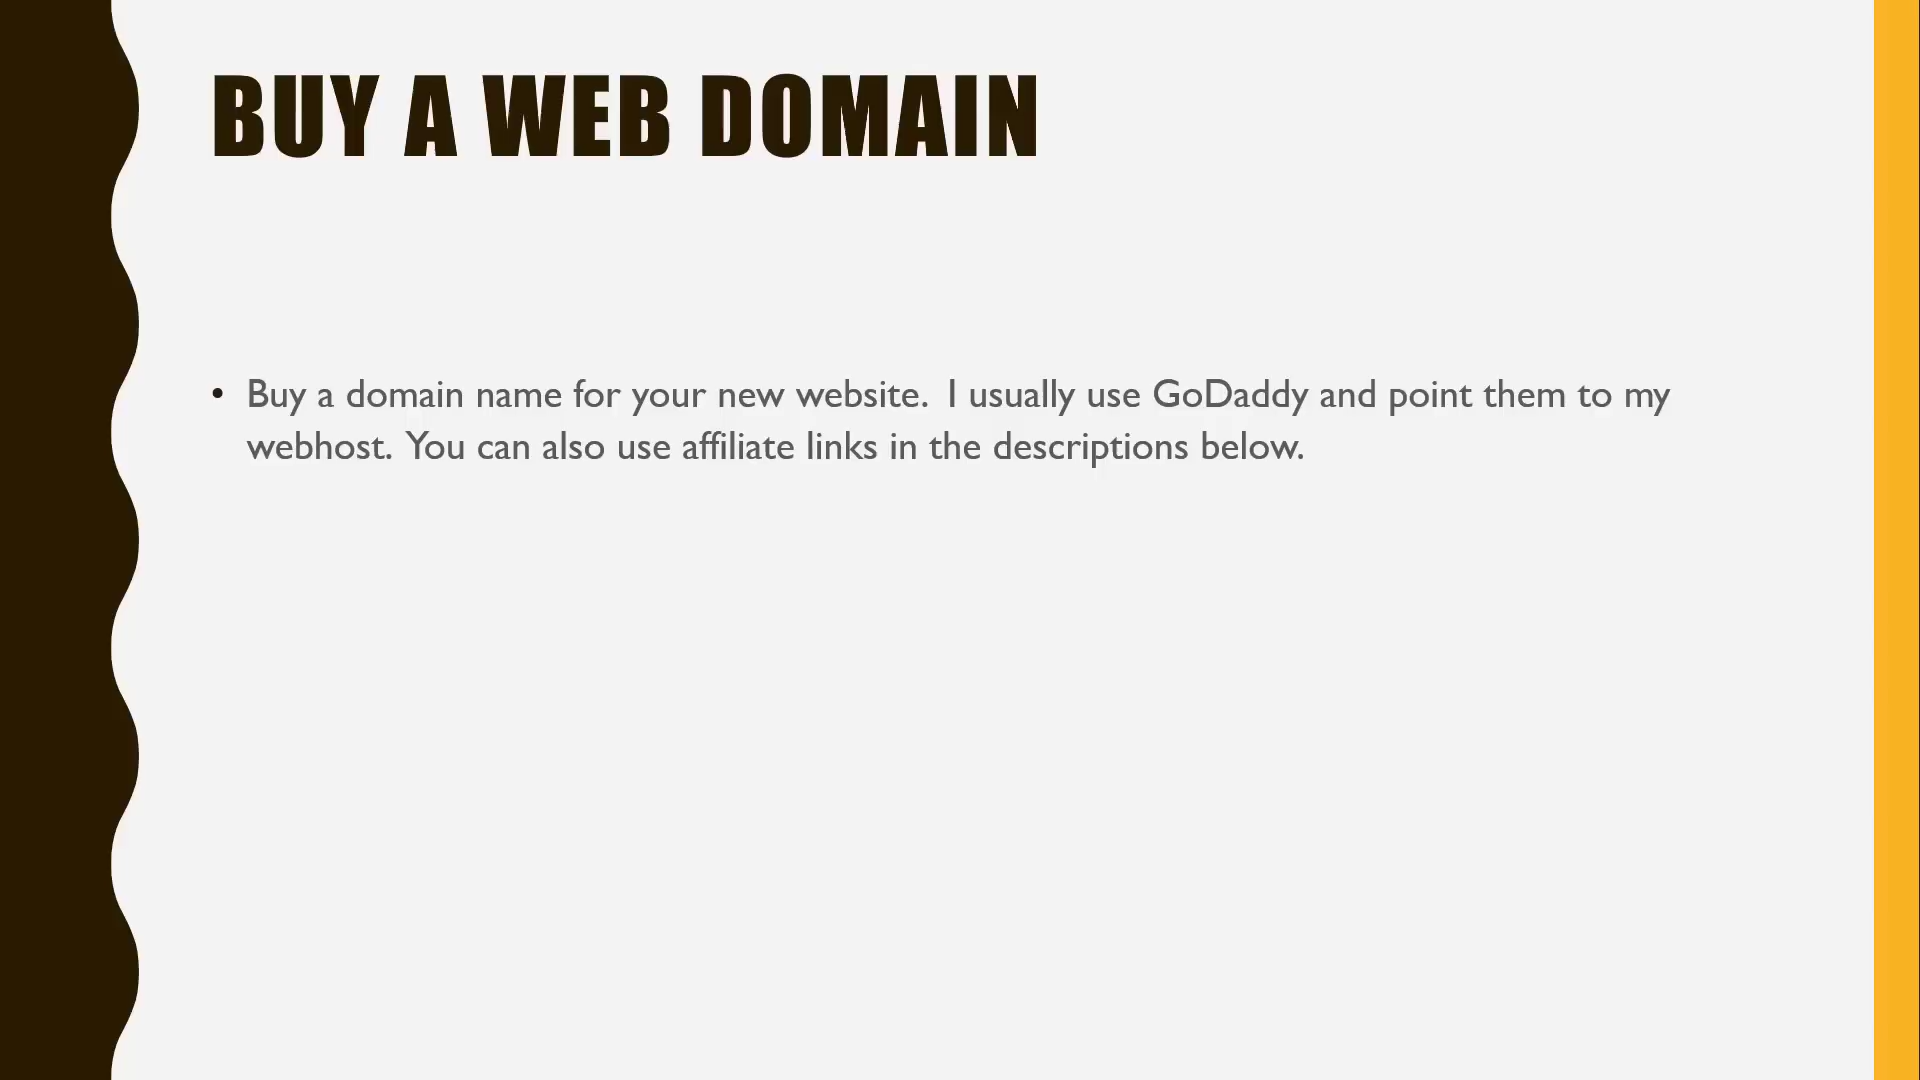 BUY A WEB DOMAIN
• Buy a domain name for your new website.  I usually use GoDaddy and point them to my
webhost.  You can also use affiliate links in the descriptions below.